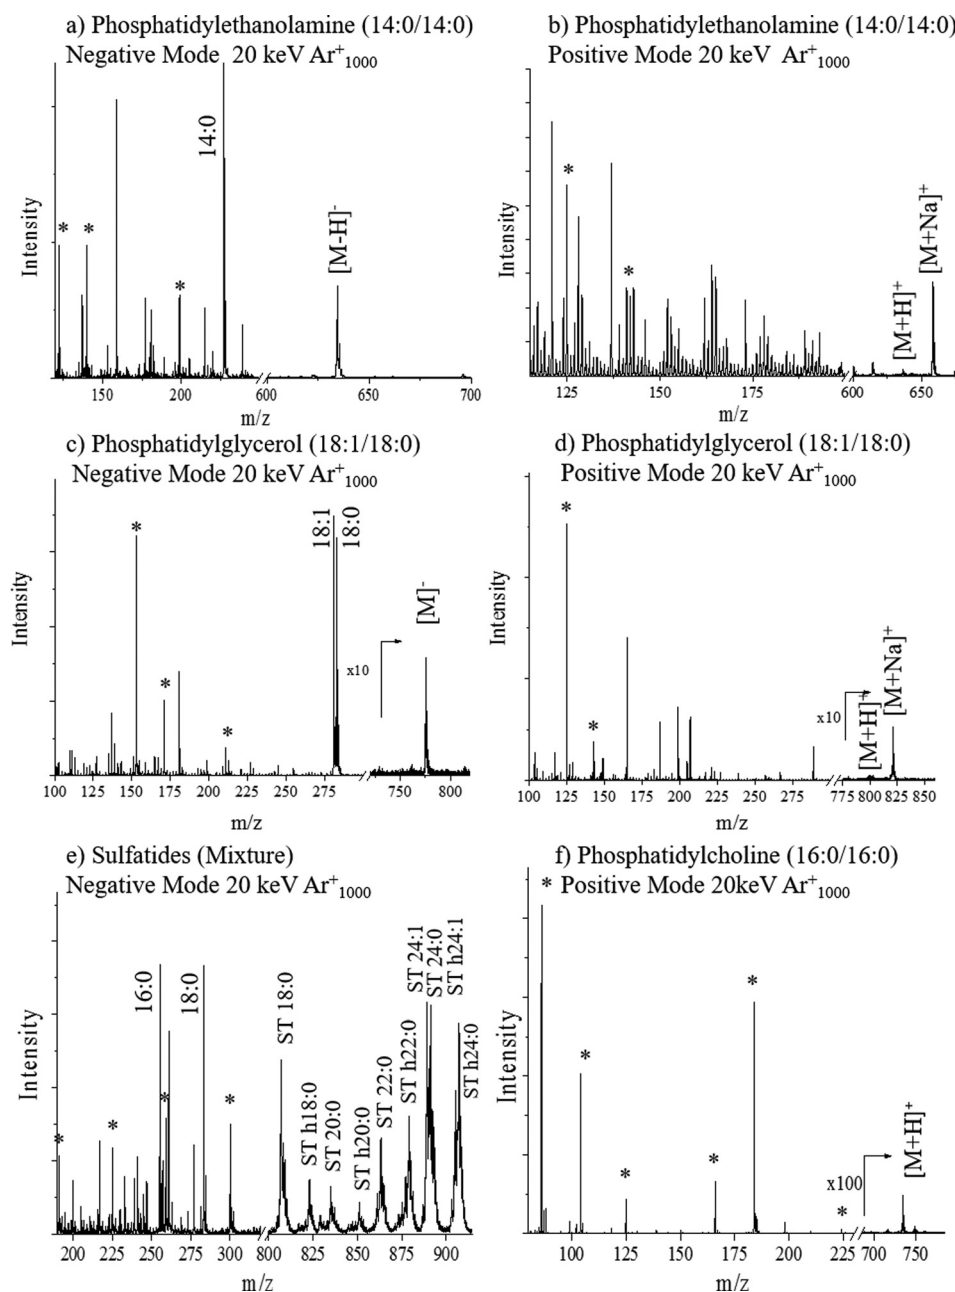 a) Phosphatidylethanolamine (14:0/14:0)
Negative Mode 20 keV Ar⁺₁₀₀₀
Intensity
*
*
*
14:0
[M-H]⁻
150 200 600 650 700
m/z
b) Phosphatidylethanolamine (14:0/14:0)
Positive Mode 20 keV Ar⁺₁₀₀₀
Intensity
*
*
[M+H]⁺
[M+Na]⁺
125 175 600 650
m/z
c) Phosphatidylglycerol (18:1/18:0)
Negative Mode 20 keV Ar⁺₁₀₀₀
Intensity
*
*
*
18:1
18:0
x10
[M]⁻
100 125 150 175 200 225 250 275 750 800
m/z
d) Phosphatidylglycerol (18:1/18:0)
Positive Mode 20 keV Ar⁺₁₀₀₀
Intensity
*
*
x10
[M+H]⁺
[M+Na]⁺
100 125 150 175 200 225 250 275 775 800 825 850
m/z
e) Sulfatides (Mixture)
Negative Mode 20 keV Ar⁺₁₀₀₀
Intensity
*
*
16:0
*
18:0
*
ST 18:0
ST h18:0
ST 20:0
ST h20:0
ST 22:0
ST h22:0
ST 24:1
ST 24:0
ST h24:1
ST h24:0
200 220 240 260 280 300 800 825 850 875 900
m/z
f) Phosphatidylcholine (16:0/16:0)
* Positive Mode 20keV Ar⁺₁₀₀₀
Intensity
*
*
*
*
*
x100
[M+H]⁺
100 150 200 225 700 750
m/z